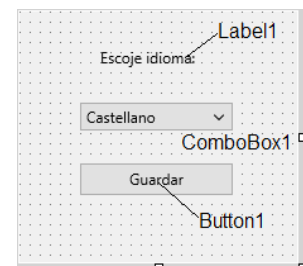 Label1
Escoje idioma:
Castellano
ComboBox1
Guardar
Button1